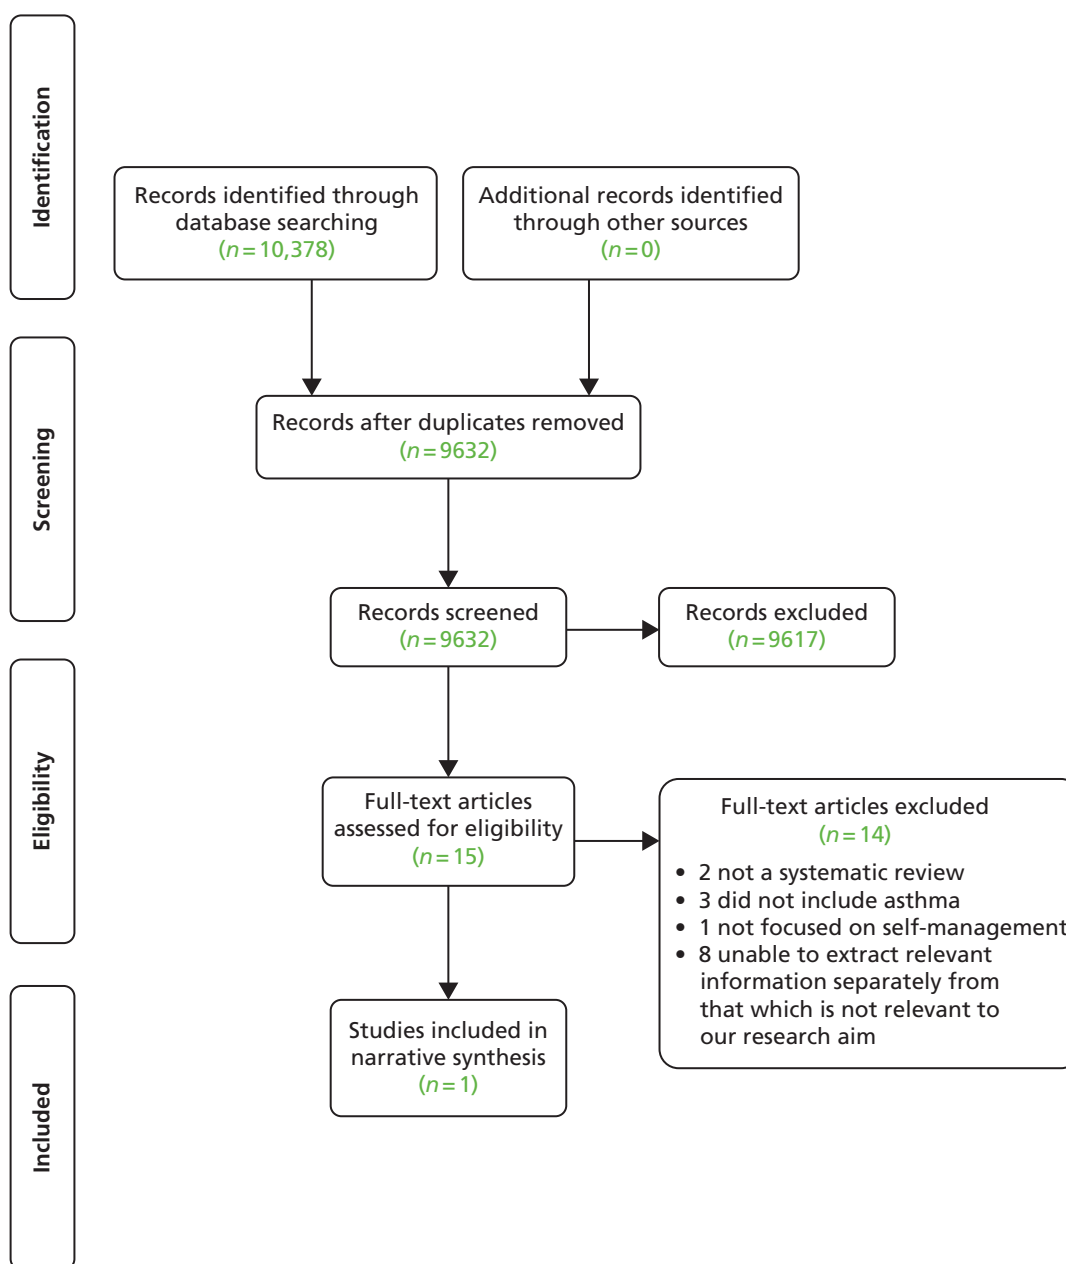 Identification
Records identified through
database searching
(n=10,378)
Additional records identified
through other sources
(n=0)
Screening
Records after duplicates removed
(n=9632)
Records screened
(n=9632)
Records excluded
(n=9617)
Eligibility
Full-text articles
assessed for eligibility
(n=15)
Full-text articles excluded
(n=14)
• 2 not a systematic review
• 3 did not include asthma
• 1 not focused on self-management
• 8 unable to extract relevant
information separately from
that which is not relevant to
our research aim
Included
Studies included in
narrative synthesis
(n=1)